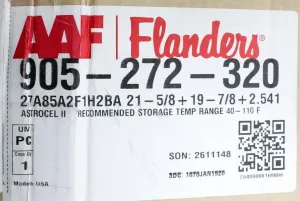 AAF Flanders
905-272-320
27A85A2F1H2BA 21-5/8+19-7/8+2.541
ASTROCEL II RECOMMENDED STORAGE TEMP RANGE 40-110 F
UM
PC
1
SON: 2611148
Made in: USA